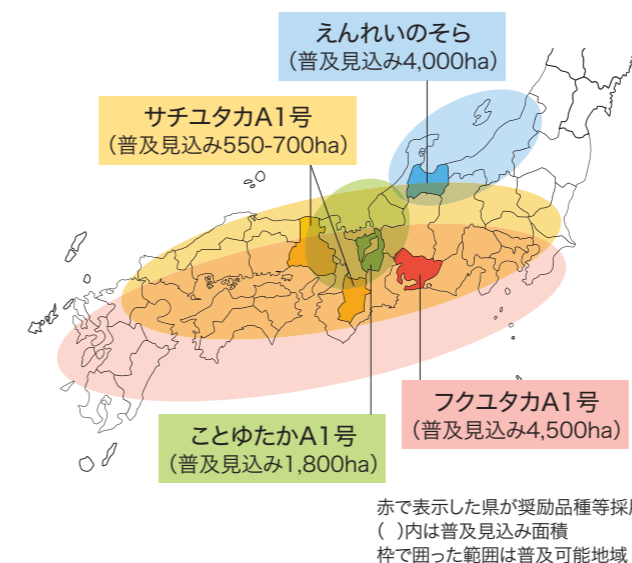 えんれいのそら
（普及見込み4,000ha）
サチユタカA1号
（普及見込み550-700ha）
フクユタカA1号
（普及見込み4,500ha）
ことゆたかA1号
（普及見込み1,800ha）
赤で表示した県が奨励品種等採
（ ）内は普及見込み面積
枠で囲った範囲は普及可能地域